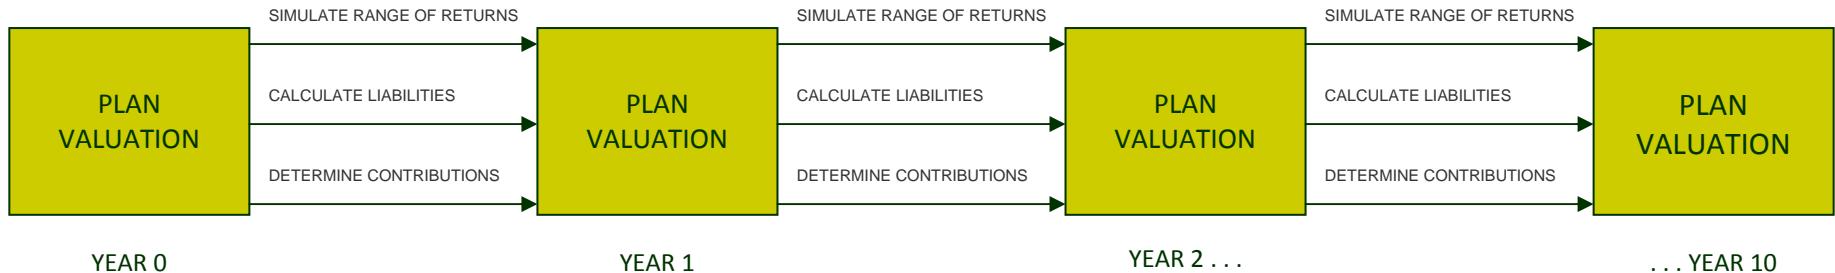 SIMULATE RANGE OF RETURNS
SIMULATE RANGE OF RETURNS
SIMULATE RANGE OF RETURNS
PLAN
VALUATION
CALCULATE LIABILITIES
PLAN
VALUATION
CALCULATE LIABILITIES
PLAN
VALUATION
CALCULATE LIABILITIES
PLAN
VALUATION
DETERMINE CONTRIBUTIONS
DETERMINE CONTRIBUTIONS
DETERMINE CONTRIBUTIONS
YEAR 0
YEAR 1
YEAR 2 . . .
. . . YEAR 10